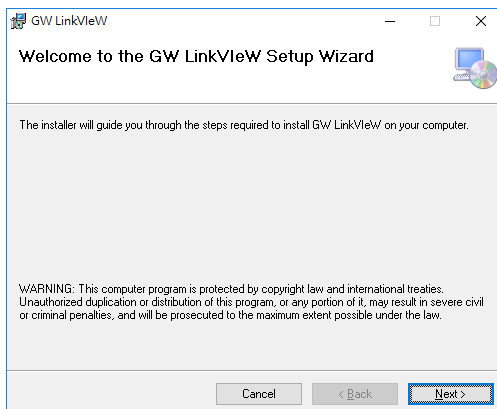 GW LinkVIeW
Welcome to the GW LinkVIeW Setup Wizard
The installer will guide you through the steps required to install GW LinkVIeW on your computer.
WARNING: This computer program is protected by copyright law and international treaties.
Unauthorized duplication or distribution of this program, or any portion of it, may result in severe civil
or criminal penalties, and will be prosecuted to the maximum extent possible under the law.
Cancel
< Back
Next >